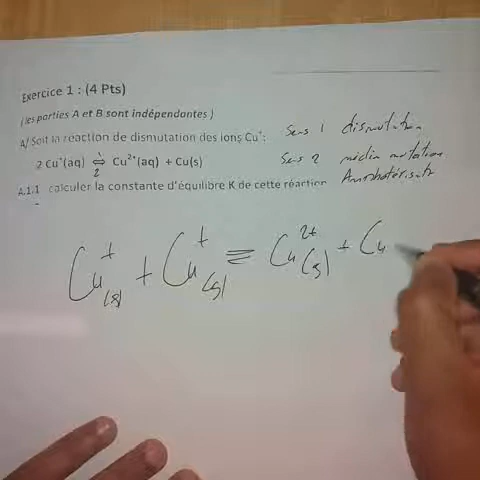 Exercice 1 : (4 Pts)
(les parties A et B sont indépendantes)
A/ Soit la réaction de dismutation des ions Cu⁺:
Sens 1 dismutation
2 Cu⁺(aq) ⇌ Cu²⁺(aq) + Cu(s)
1
2
Sens 2
A.1.1 calculer la constante d'équilibre K de cette réaction
Cu⁺ + Cu⁺ = Cu²⁺ + Cu